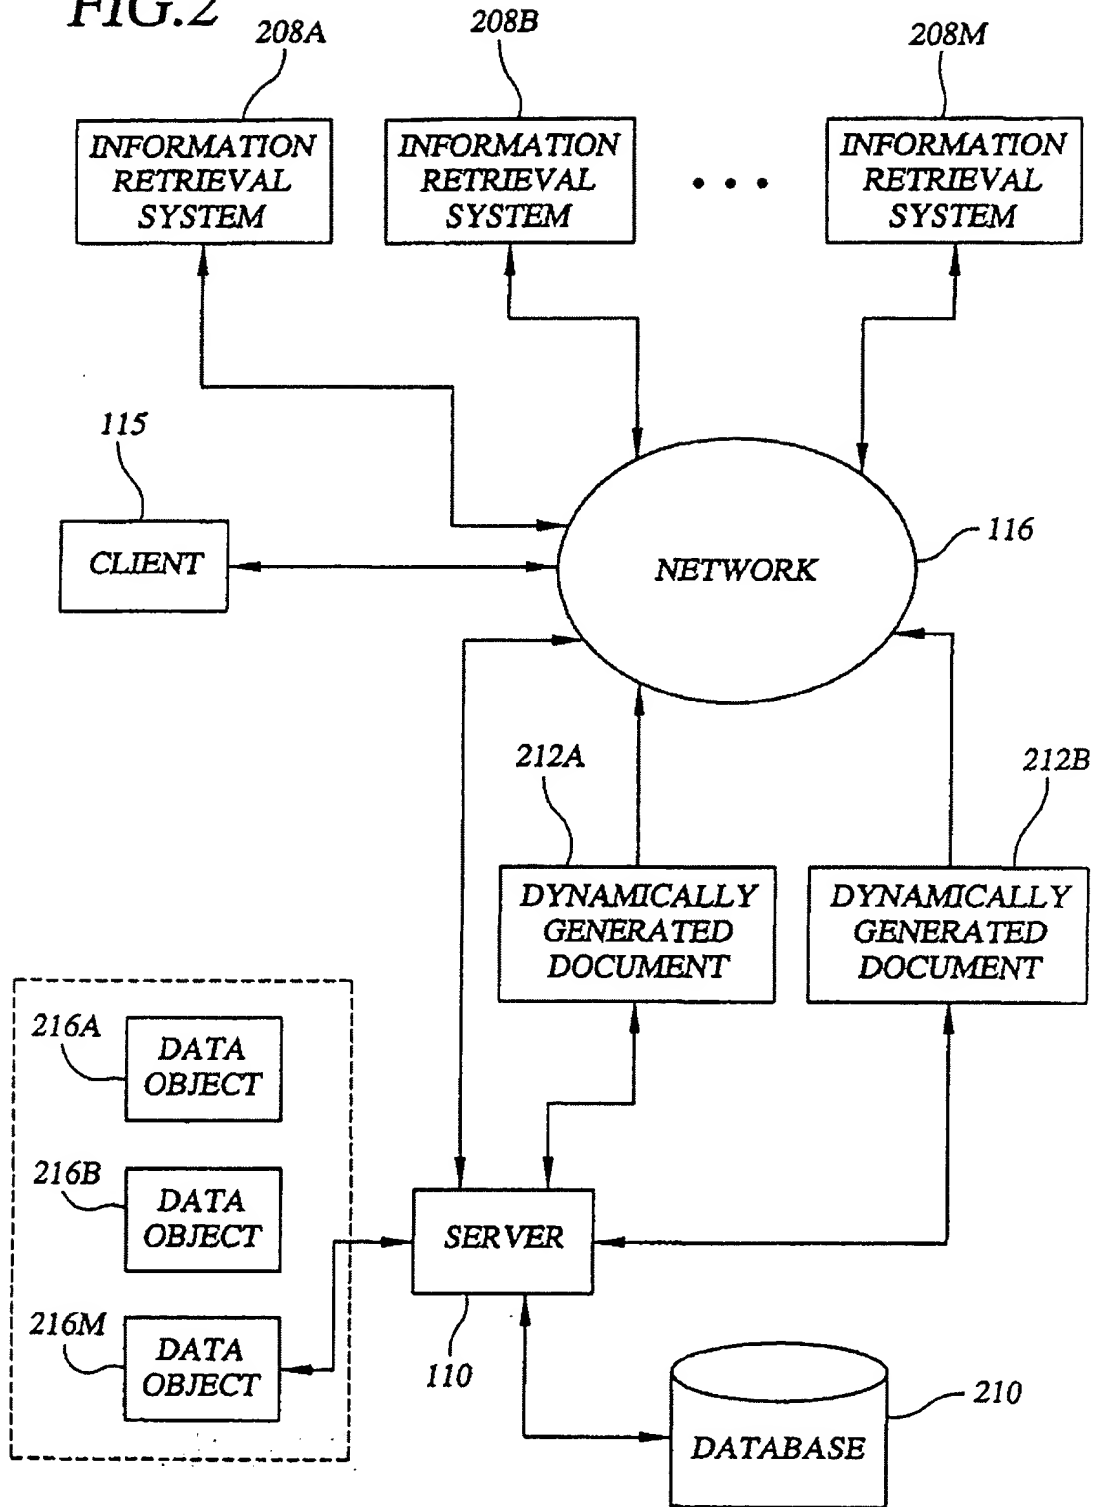 FIG.2
208A
208B
208M
INFORMATION
RETRIEVAL
SYSTEM
INFORMATION
RETRIEVAL
SYSTEM
INFORMATION
RETRIEVAL
SYSTEM
115
CLIENT
NETWORK
116
212A
212B
DYNAMICALLY
GENERATED
DOCUMENT
DYNAMICALLY
GENERATED
DOCUMENT
216A
DATA
OBJECT
216B
DATA
OBJECT
216M
DATA
OBJECT
SERVER
110
210
DATABASE